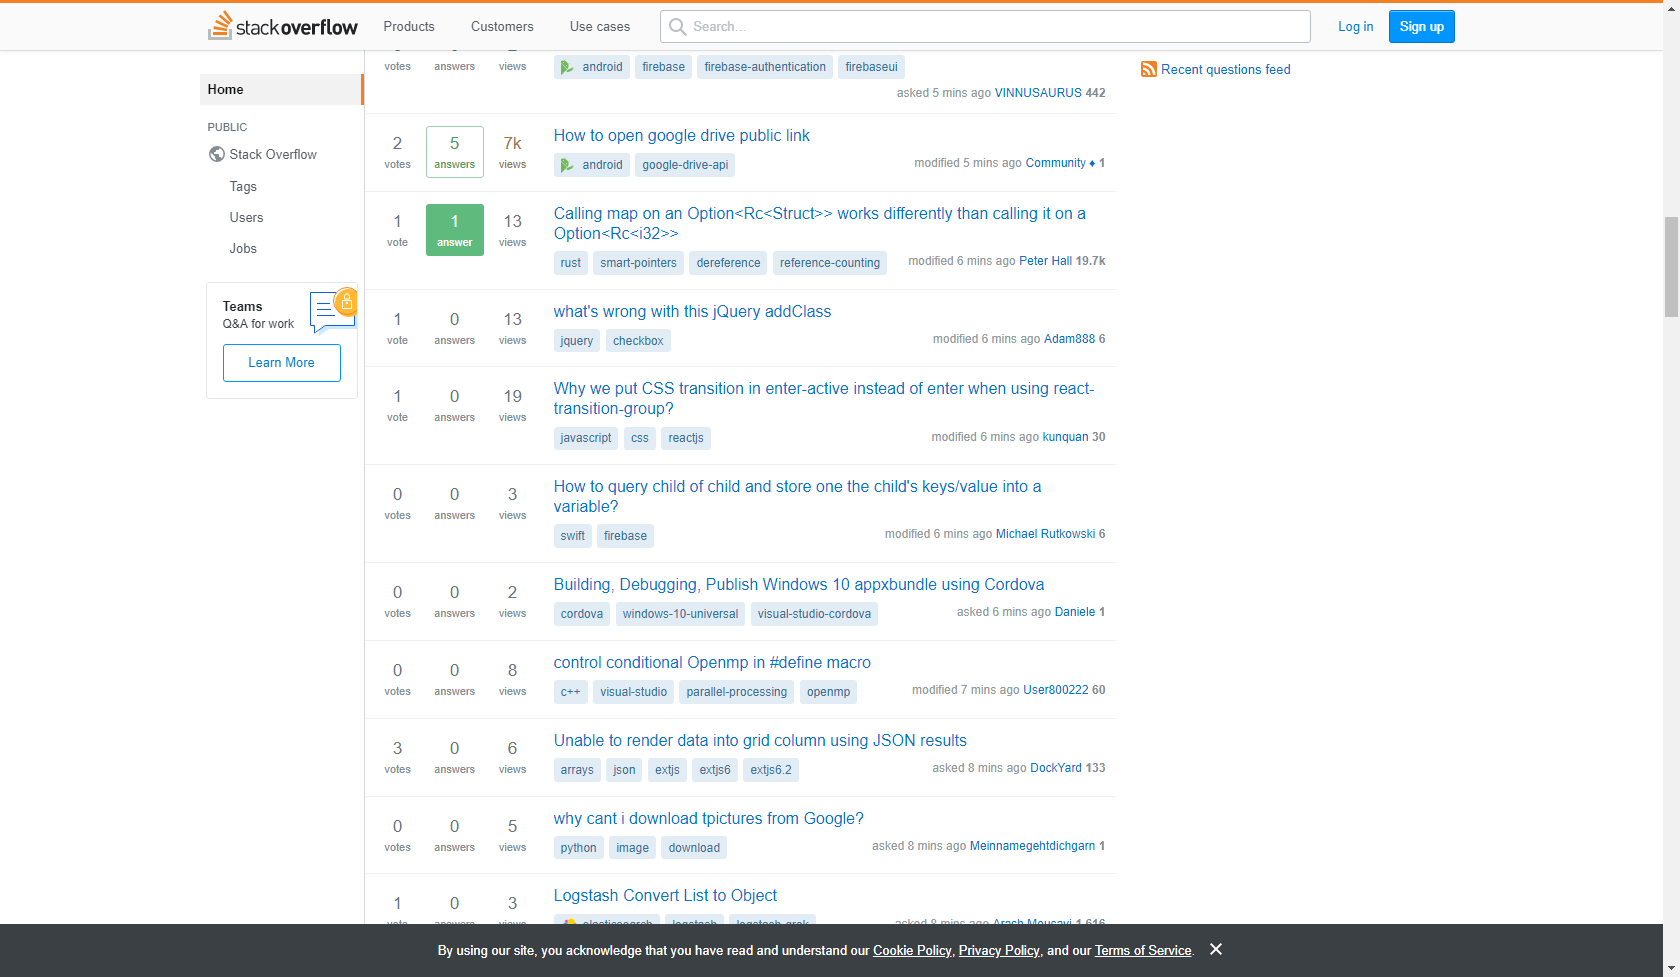 stackoverflow Products Customers Use cases Search... Log in Sign up
Home
PUBLIC
Stack Overflow
Tags
Users
Jobs
Teams
Q&A for work
Learn More
votes answers views android firebase firebase-authentication firebaseui
asked 5 mins ago VINNUSAURUS 442
2 votes 5 answers 7k views
How to open google drive public link
android google-drive-api
modified 5 mins ago Community ♦ 1
1 vote 1 answer 13 views
Calling map on an Option<Rc<Struct>> works differently than calling it on a
Option<Rc<i32>>
rust smart-pointers dereference reference-counting
modified 6 mins ago Peter Hall 19.7k
1 vote 0 answers 13 views
what's wrong with this jQuery addClass
jquery checkbox
modified 6 mins ago Adam888 6
1 vote 0 answers 19 views
Why we put CSS transition in enter-active instead of enter when using react-
transition-group?
javascript css reactjs
modified 6 mins ago kunquan 30
0 votes 0 answers 3 views
How to query child of child and store one the child's keys/value into a
variable?
swift firebase
modified 6 mins ago Michael Rutkowski 6
0 votes 0 answers 2 views
Building, Debugging, Publish Windows 10 appxbundle using Cordova
cordova windows-10-universal visual-studio-cordova
asked 6 mins ago Daniele 1
0 votes 0 answers 8 views
control conditional Openmp in #define macro
c++ visual-studio parallel-processing openmp
modified 7 mins ago User800222 60
3 votes 0 answers 6 views
Unable to render data into grid column using JSON results
arrays json extjs extjs6 extjs6.2
asked 8 mins ago DockYard 133
0 votes 0 answers 5 views
why cant i download tpictures from Google?
python image download
asked 8 mins ago Meinnamegehtdichgarn 1
1 vote 0 answers 3 views
Logstash Convert List to Object
elasticsearch logstash logstash-grok
asked 8 mins ago Arash Mousavi 1,616
Recent questions feed
By using our site, you acknowledge that you have read and understand our Cookie Policy, Privacy Policy, and our Terms of Service.